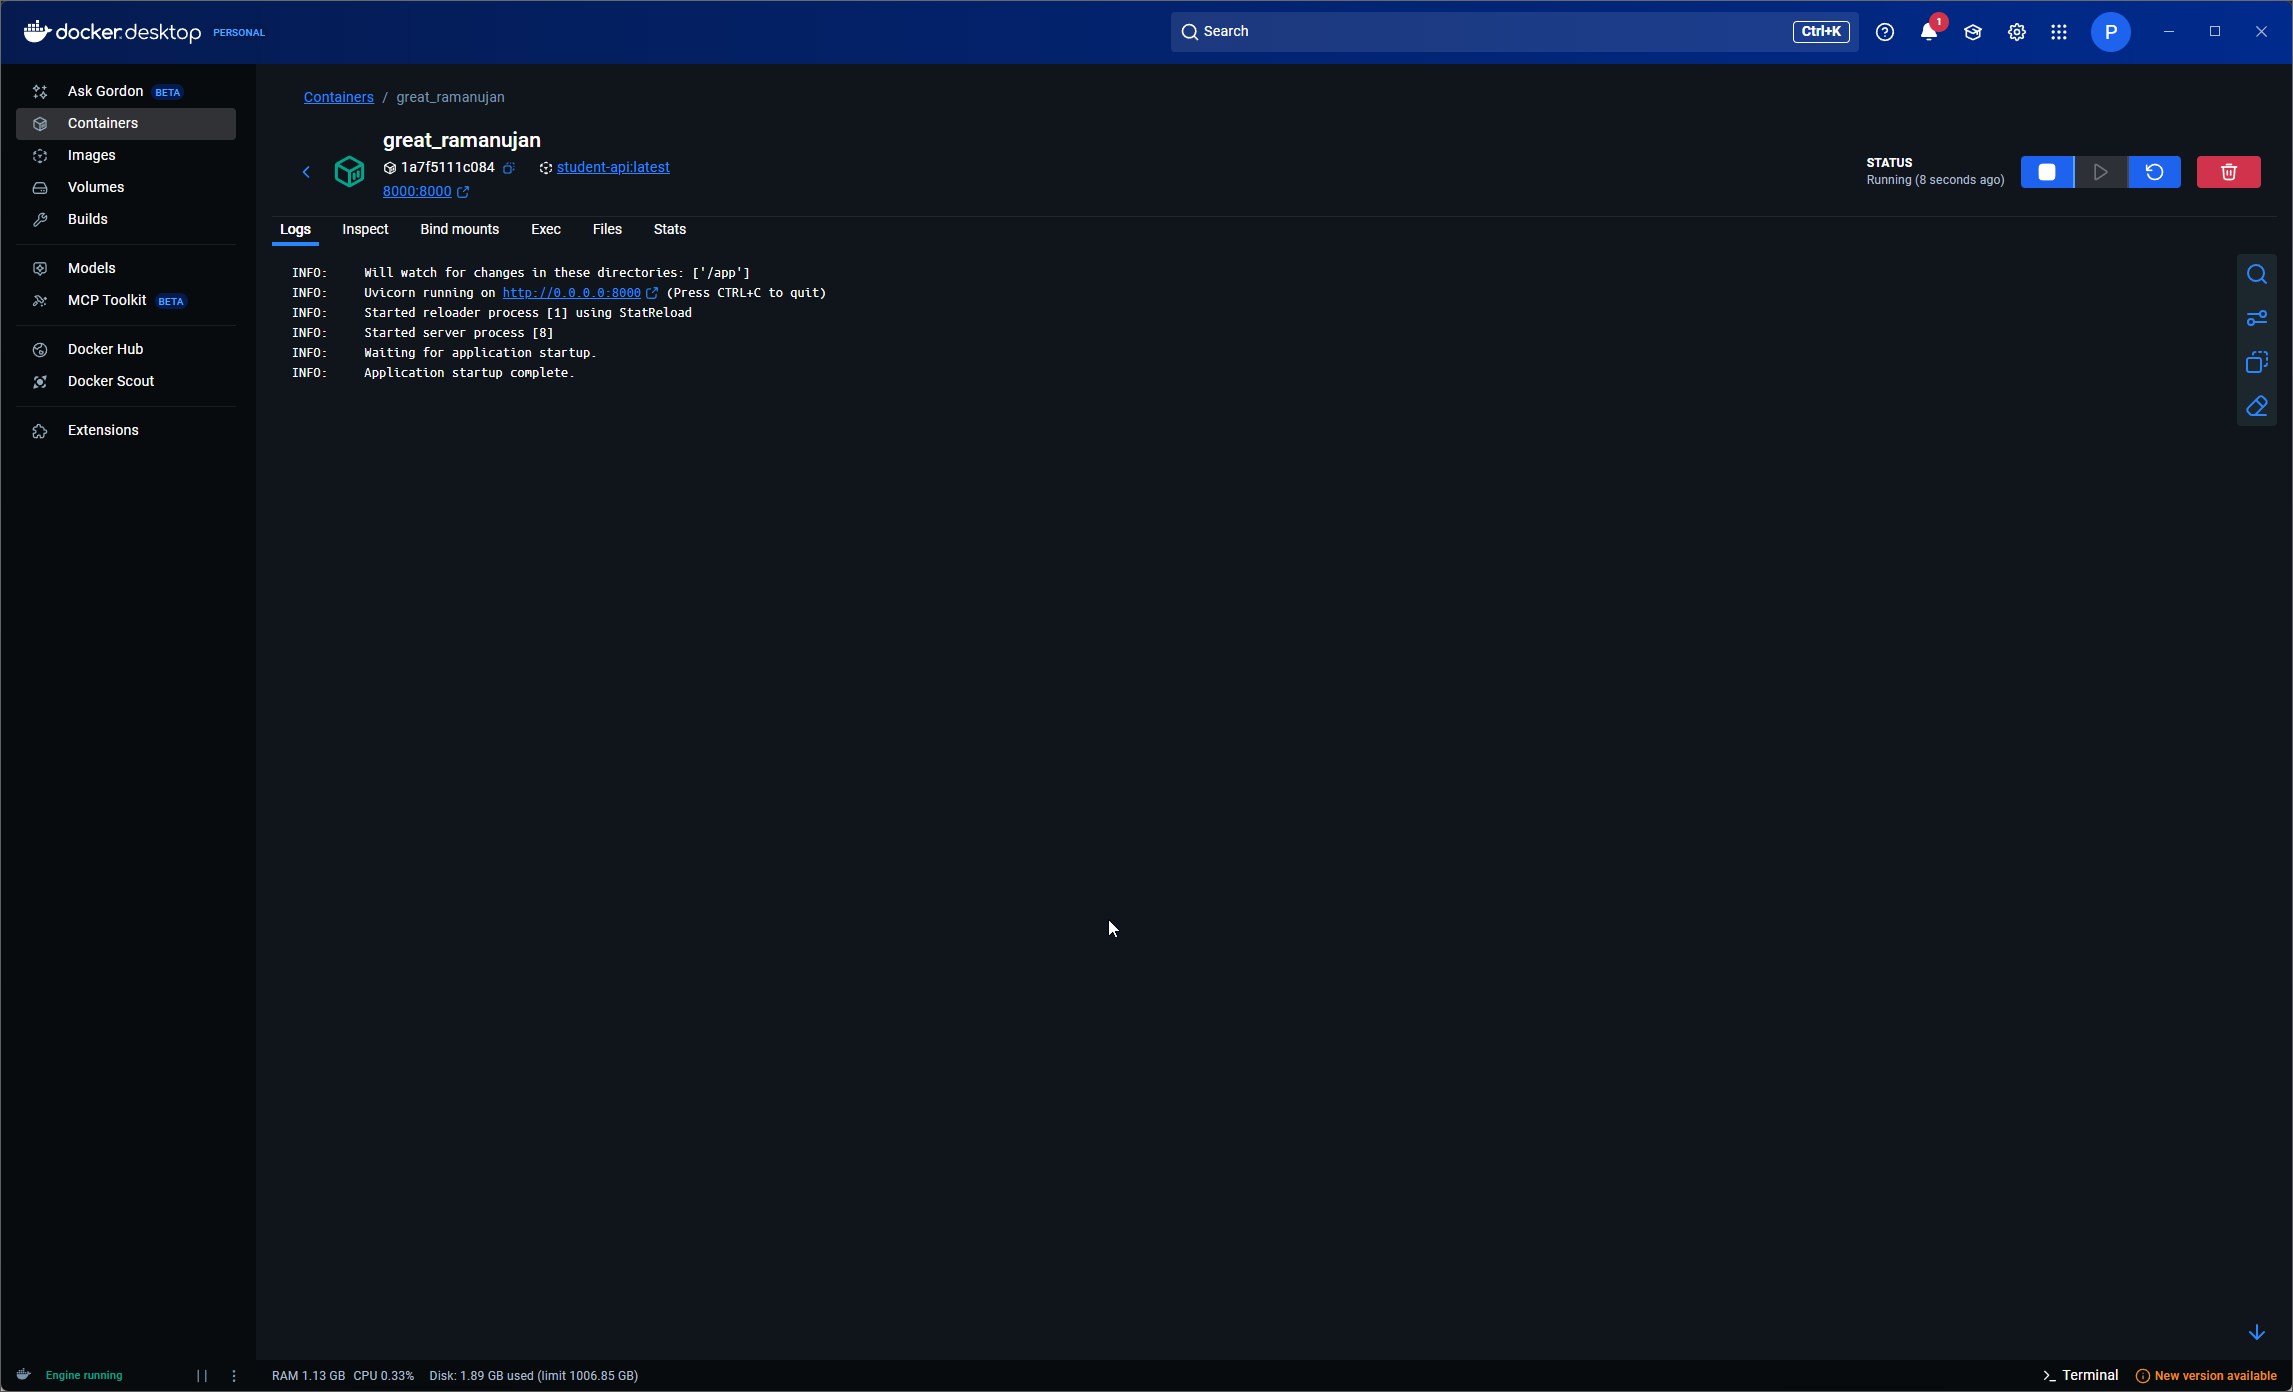 docker.desktop PERSONAL
Search
Ctrl+K
1
P
Ask Gordon BETA
Containers
Images
Volumes
Builds
Models
MCP Toolkit BETA
Docker Hub
Docker Scout
Extensions
Containers / great_ramanujan
great_ramanujan
1a7f5111c084 student-api:latest
8000:8000
STATUS
Running (8 seconds ago)
Logs Inspect Bind mounts Exec Files Stats
INFO: Will watch for changes in these directories: ['/app']
INFO: Uvicorn running on http://0.0.0.0:8000 (Press CTRL+C to quit)
INFO: Started reloader process [1] using StatReload
INFO: Started server process [8]
INFO: Waiting for application startup.
INFO: Application startup complete.
Engine running
RAM 1.13 GB CPU 0.33% Disk: 1.89 GB used (limit 1006.85 GB)
Terminal
New version available